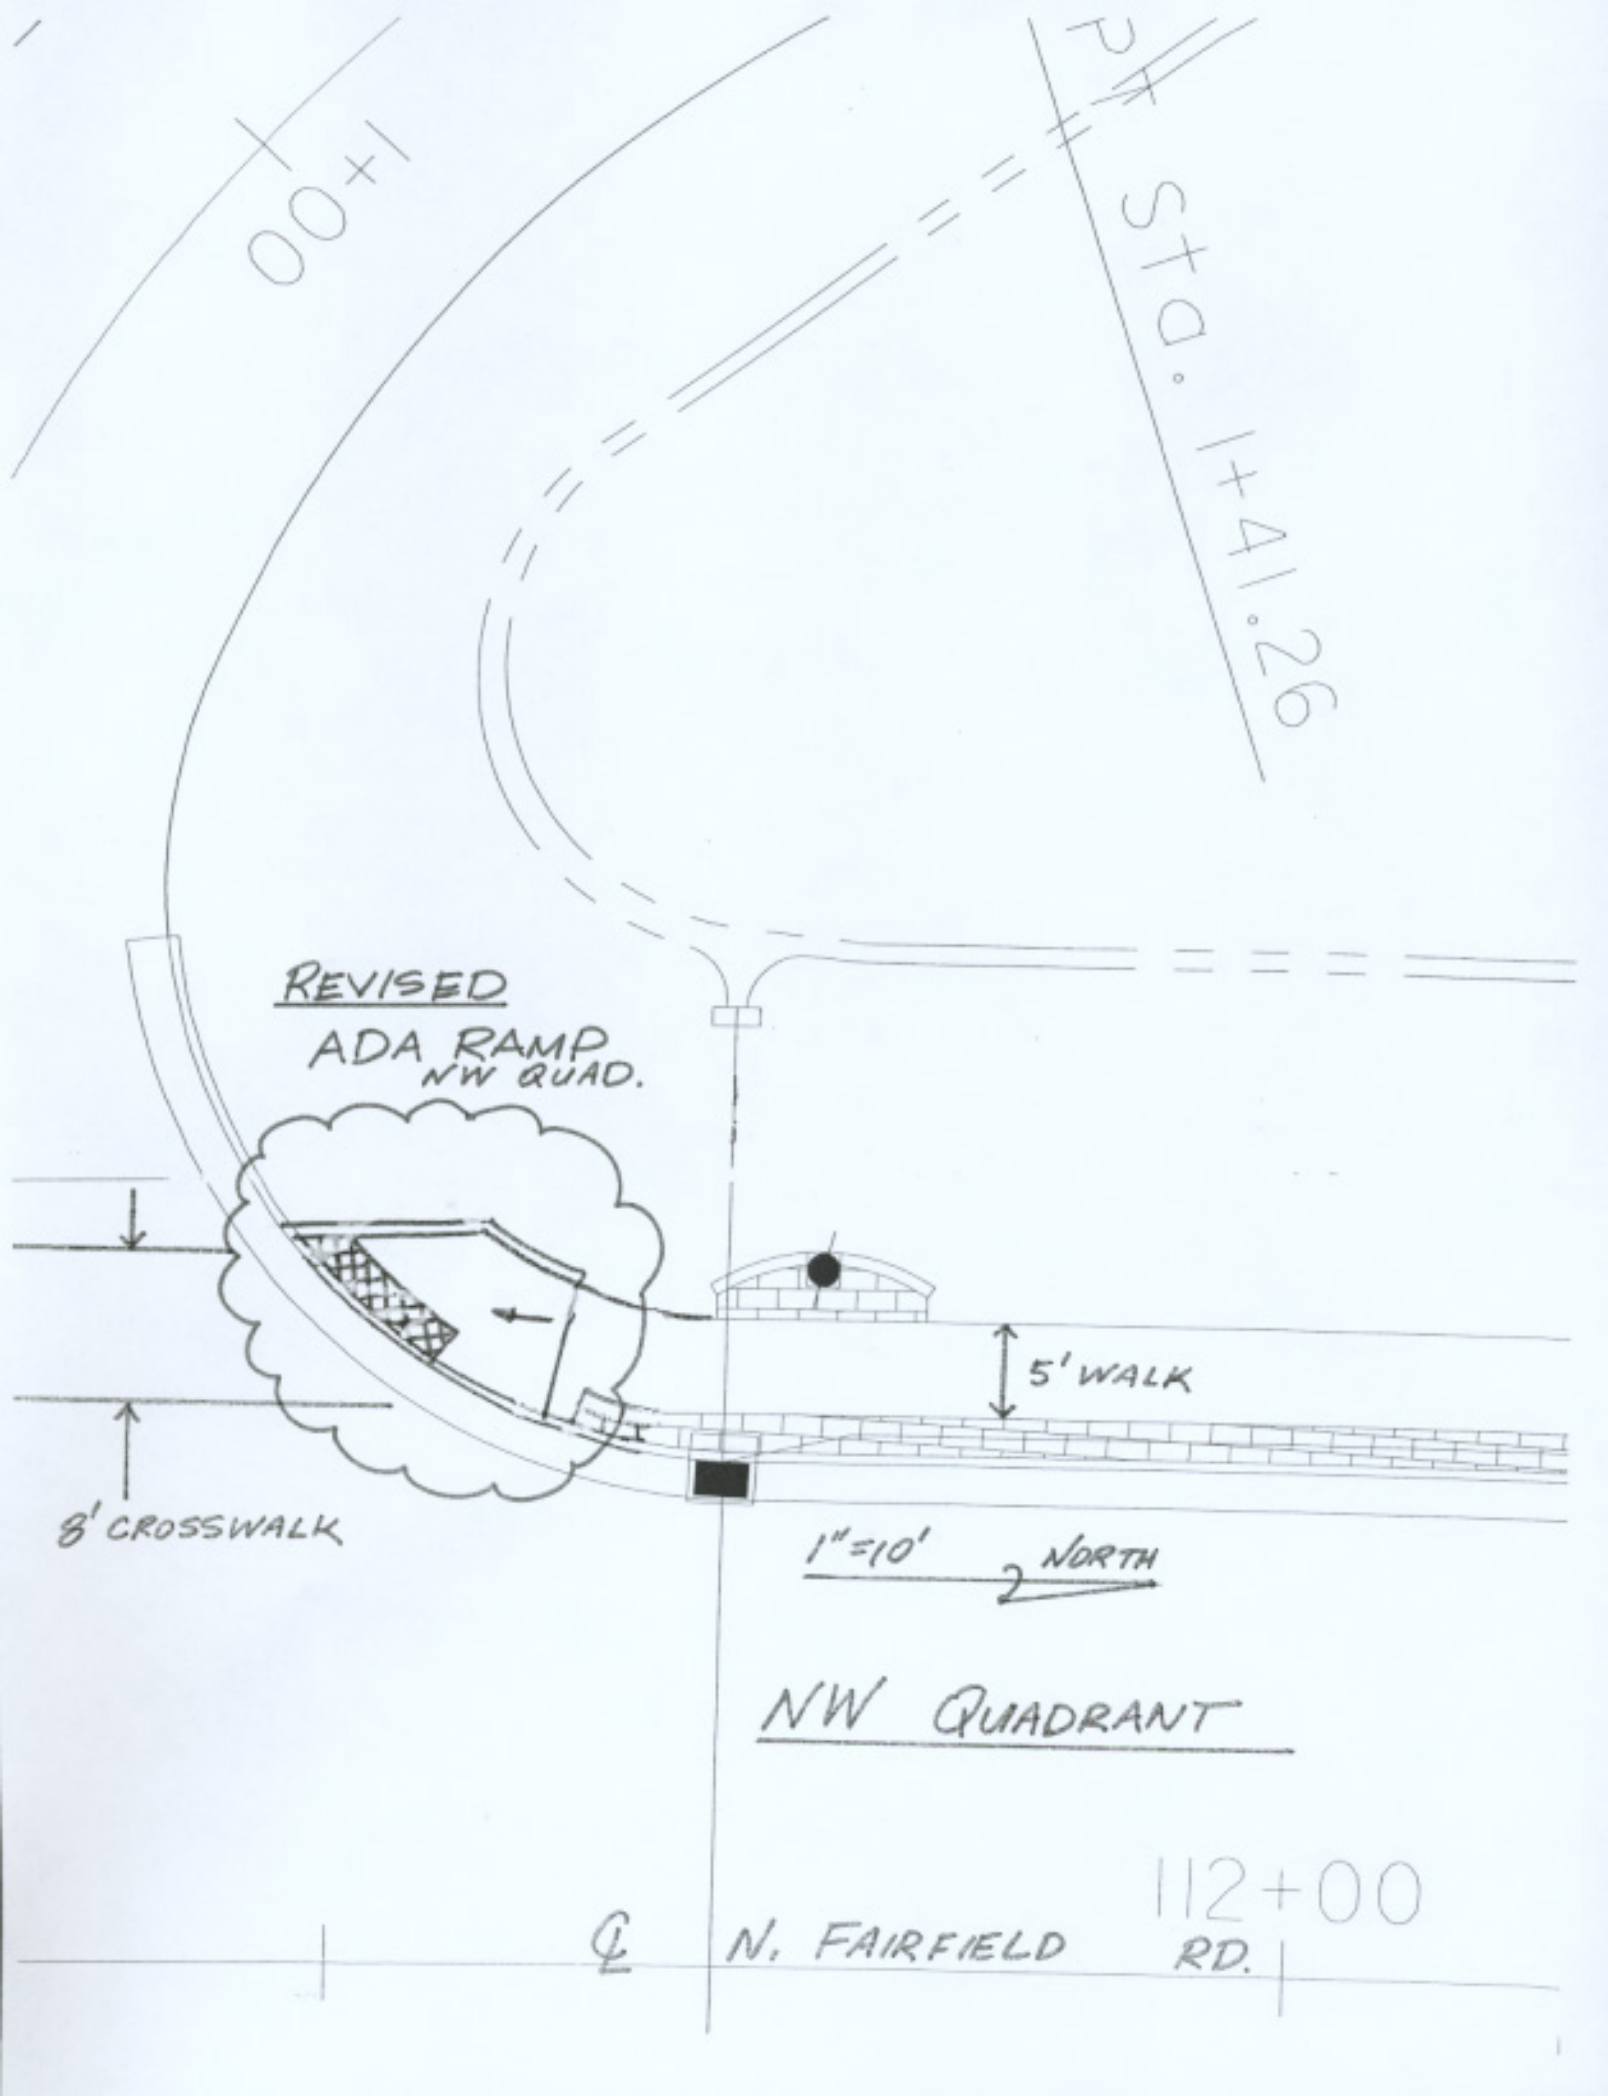 1+00
PT Sta. 1+41.26
REVISED
ADA RAMP
NW QUAD.
5' WALK
8' CROSSWALK
1"=10'
NORTH
NW QUADRANT
112+00
℄ N. FAIRFIELD RD.